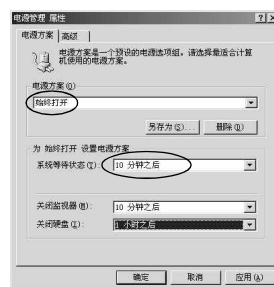 电源管理 属性
电源方案 高级
电源方案是一个预设的电源选项组。请选择最适合计算
机使用的电源方案。
电源方案(O)
始终打开
另存为(S)... 删除(D)
为 始终打开 设置电源方案
系统等待状态(T): 10 分钟之后
关闭监视器(M): 10 分钟之后
关闭硬盘(I): 1 小时之后
确定 取消 应用(A)